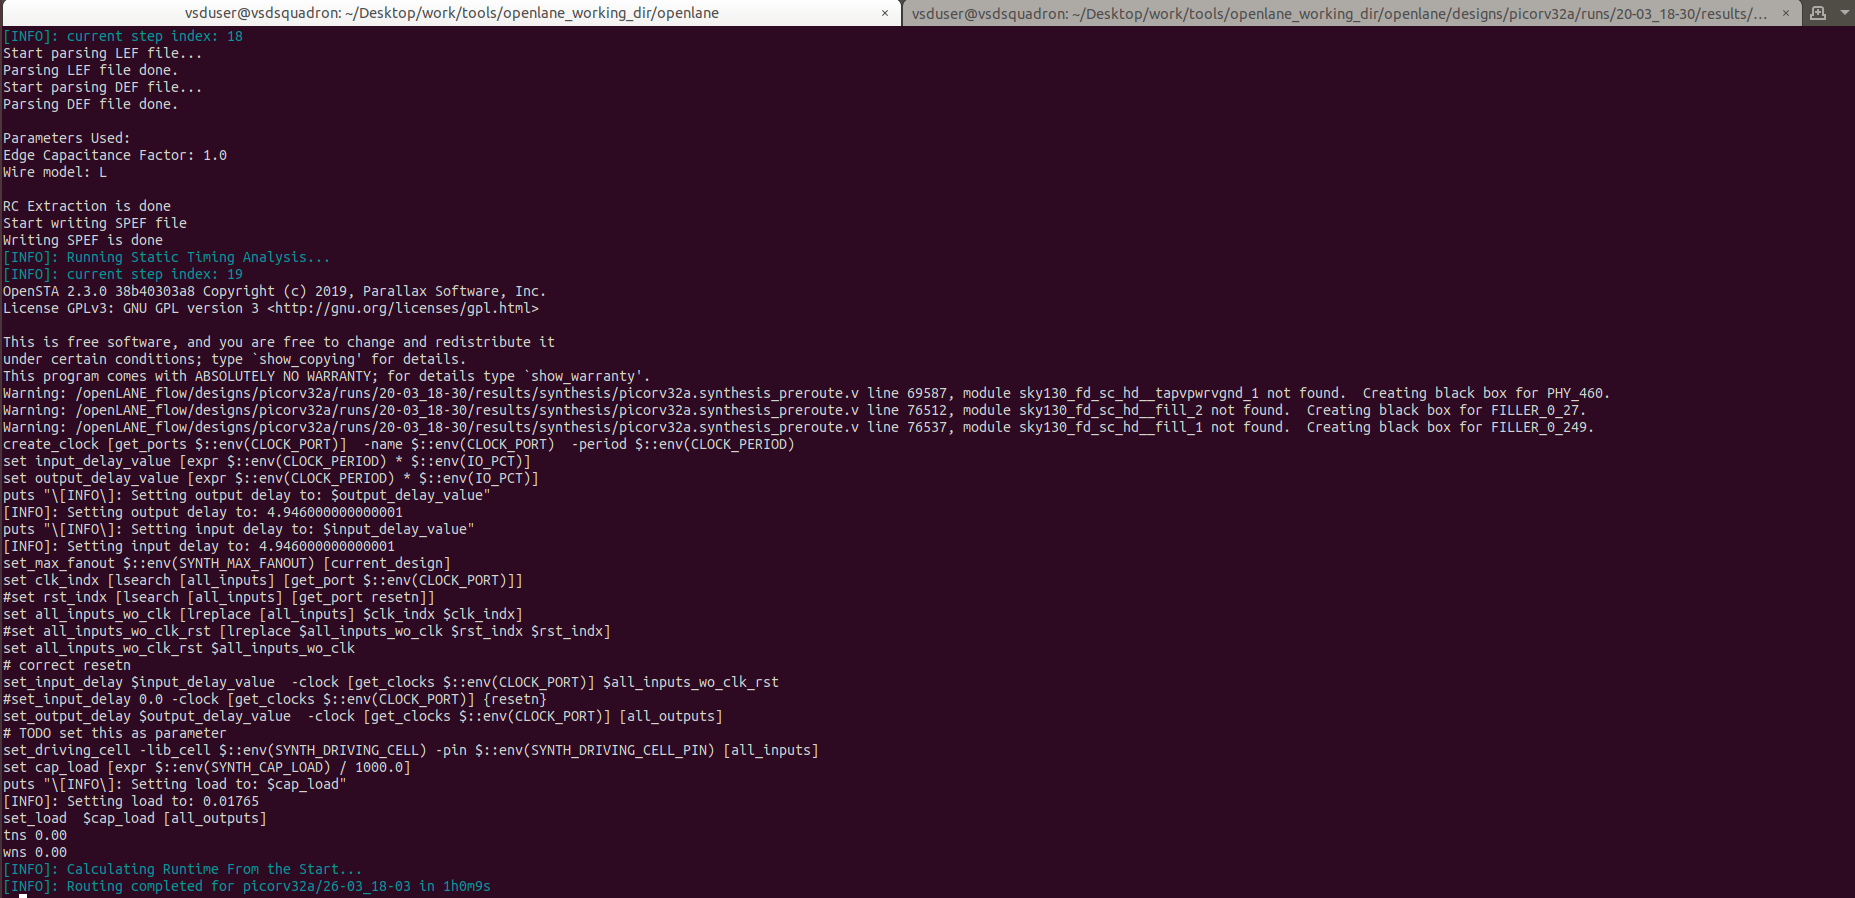 vsduser@vsdsquadron: ~/Desktop/work/tools/openlane_working_dir/openlane
vsduser@vsdsquadron: ~/Desktop/work/tools/openlane_working_dir/openlane/designs/picorv32a/runs/20-03_18-30/results/...
[INFO]: current step index: 18
Start parsing LEF file...
Parsing LEF file done.
Start parsing DEF file...
Parsing DEF file done.
Parameters Used:
Edge Capacitance Factor: 1.0
Wire model: L
RC Extraction is done
Start writing SPEF file
Writing SPEF is done
[INFO]: Running Static Timing Analysis...
[INFO]: current step index: 19
OpenSTA 2.3.0 38b40303a8 Copyright (c) 2019, Parallax Software, Inc.
License GPLv3: GNU GPL version 3 <http://gnu.org/licenses/gpl.html>
This is free software, and you are free to change and redistribute it
under certain conditions; type `show_copying' for details.
This program comes with ABSOLUTELY NO WARRANTY; for details type `show_warranty'.
Warning: /openLANE_flow/designs/picorv32a/runs/20-03_18-30/results/synthesis/picorv32a.synthesis_preroute.v line 69587, module sky130_fd_sc_hd__tapvpwrvgnd_1 not found.  Creating black box for PHY_460.
Warning: /openLANE_flow/designs/picorv32a/runs/20-03_18-30/results/synthesis/picorv32a.synthesis_preroute.v line 76512, module sky130_fd_sc_hd__fill_2 not found.  Creating black box for FILLER_0_27.
Warning: /openLANE_flow/designs/picorv32a/runs/20-03_18-30/results/synthesis/picorv32a.synthesis_preroute.v line 76537, module sky130_fd_sc_hd__fill_1 not found.  Creating black box for FILLER_0_249.
create_clock [get_ports $::env(CLOCK_PORT)]  -name $::env(CLOCK_PORT)  -period $::env(CLOCK_PERIOD)
set input_delay_value [expr $::env(CLOCK_PERIOD) * $::env(IO_PCT)]
set output_delay_value [expr $::env(CLOCK_PERIOD) * $::env(IO_PCT)]
puts "\[INFO\]: Setting output delay to: $output_delay_value"
[INFO]: Setting output delay to: 4.946000000000001
puts "\[INFO\]: Setting input delay to: $input_delay_value"
[INFO]: Setting input delay to: 4.946000000000001
set_max_fanout $::env(SYNTH_MAX_FANOUT) [current_design]
set clk_indx [lsearch [all_inputs] [get_port $::env(CLOCK_PORT)]]
#set rst_indx [lsearch [all_inputs] [get_port resetn]]
set all_inputs_wo_clk [lreplace [all_inputs] $clk_indx $clk_indx]
#set all_inputs_wo_clk_rst [lreplace $all_inputs_wo_clk $rst_indx $rst_indx]
set all_inputs_wo_clk_rst $all_inputs_wo_clk
# correct resetn
set_input_delay $input_delay_value  -clock [get_clocks $::env(CLOCK_PORT)] $all_inputs_wo_clk_rst
#set_input_delay 0.0 -clock [get_clocks $::env(CLOCK_PORT)] {resetn}
set_output_delay $output_delay_value  -clock [get_clocks $::env(CLOCK_PORT)] [all_outputs]
# TODO set this as parameter
set_driving_cell -lib_cell $::env(SYNTH_DRIVING_CELL) -pin $::env(SYNTH_DRIVING_CELL_PIN) [all_inputs]
set cap_load [expr $::env(SYNTH_CAP_LOAD) / 1000.0]
puts "\[INFO\]: Setting load to: $cap_load"
[INFO]: Setting load to: 0.01765
set_load  $cap_load [all_outputs]
tns 0.00
wns 0.00
[INFO]: Calculating Runtime From the Start...
[INFO]: Routing completed for picorv32a/26-03_18-03 in 1h0m9s